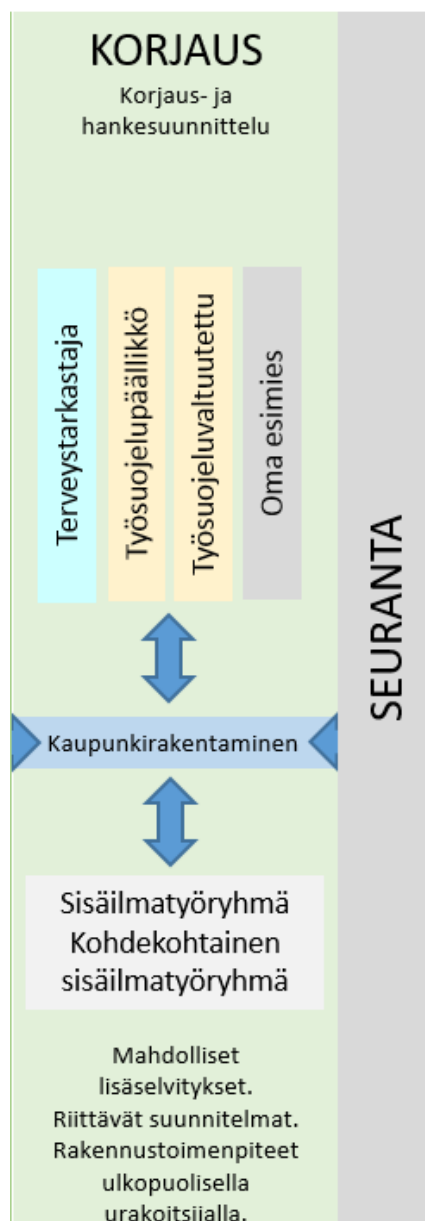 KORJAUS
Korjaus- ja
hankesuunnittelu
Terveystarkastaja
Työsuojelupäällikkö
Työsuojeluvaltuutettu
Oma esimies
SEURANTA
Kaupunkirakentaminen
Sisäilmatyöryhmä
Kohdekohtainen
sisäilmatyöryhmä
Mahdolliset
lisäselvitykset.
Riittävät suunnitelmat.
Rakennustoimenpiteet
ulkopuolisella
urakoitsijalla.